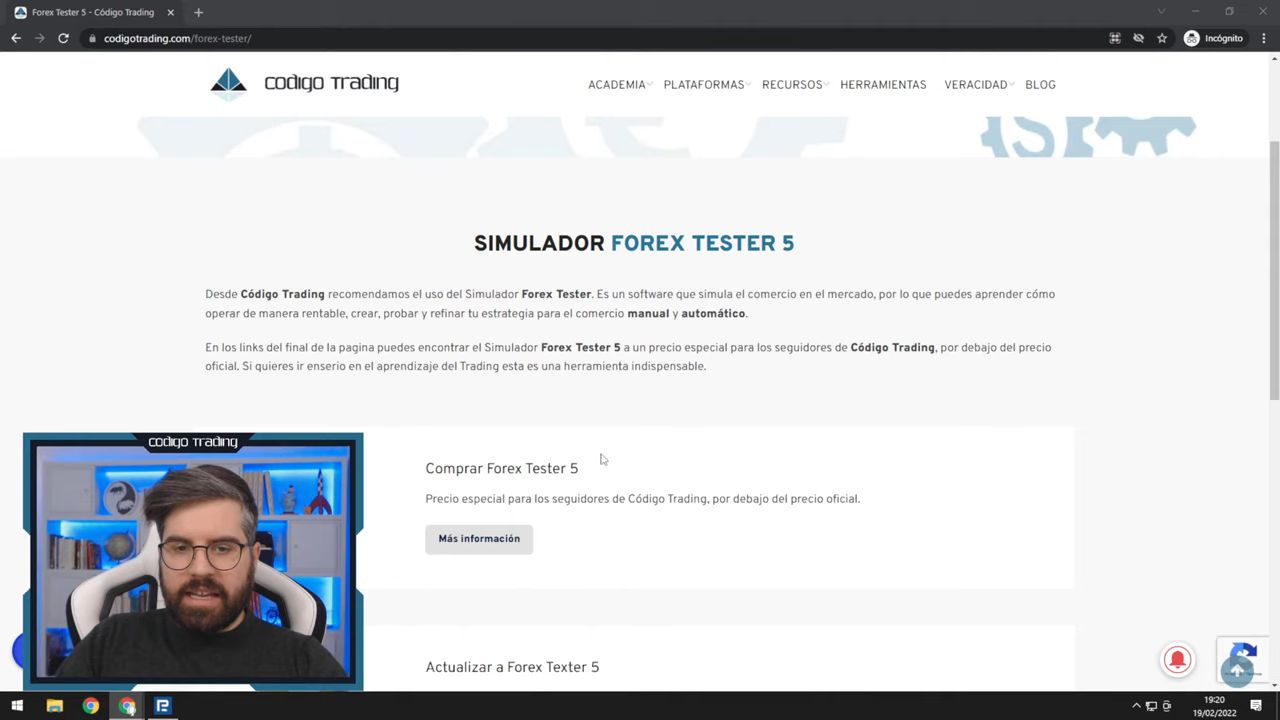 Forex Tester 5 - Código Trading
codigotrading.com/forex-tester/
Incógnito
codigo trading
ACADEMIA
PLATAFORMAS
RECURSOS
HERRAMIENTAS
VERACIDAD
BLOG
SIMULADOR FOREX TESTER 5
Desde Código Trading recomendamos el uso del Simulador Forex Tester. Es un software que simula el comercio en el mercado, por lo que puedes aprender cómo
operar de manera rentable, crear, probar y refinar tu estrategia para el comercio manual y automático.
En los links del final de la pagina puedes encontrar el Simulador Forex Tester 5 a un precio especial para los seguidores de Código Trading, por debajo del precio
oficial. Si quieres ir enserio en el aprendizaje del Trading esta es una herramienta indispensable.
codigo trading
Comprar Forex Tester 5
Precio especial para los seguidores de Código Trading, por debajo del precio oficial.
Más información
Actualizar a Forex Texter 5
19:20
19/02/2022